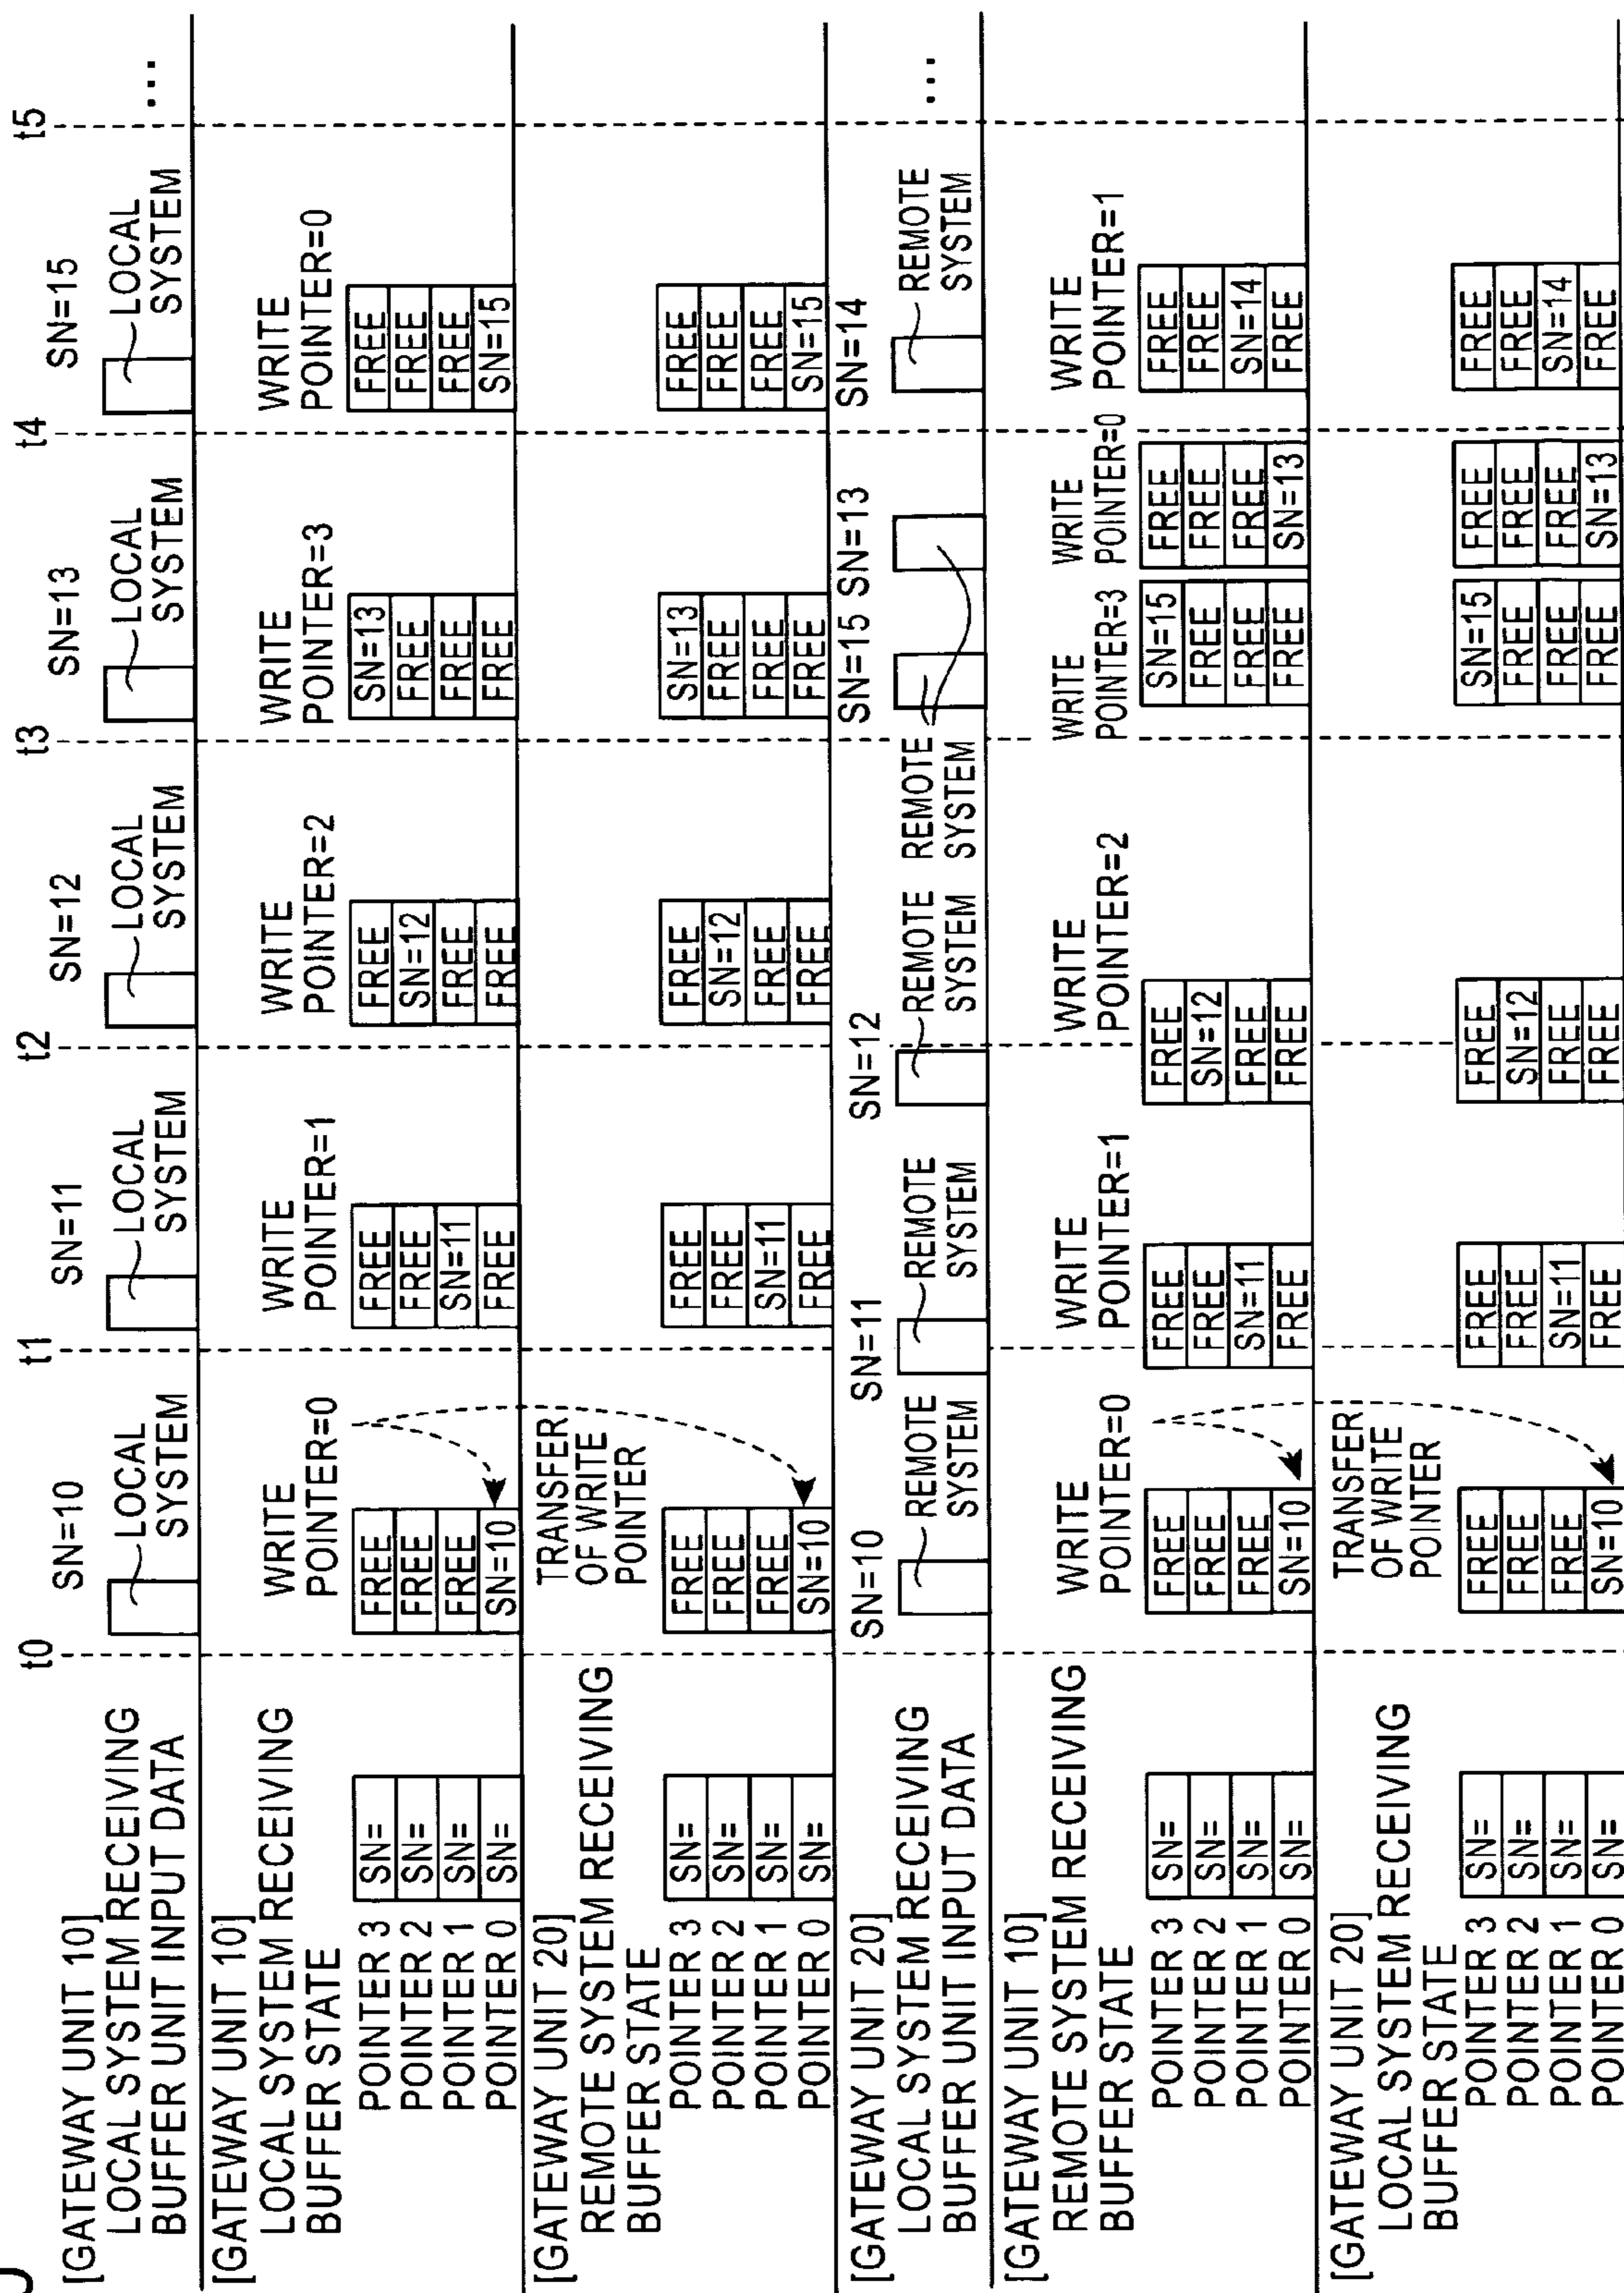 t0 t1 t2 t3 t4 t5
[GATEWAY UNIT 10]
LOCAL SYSTEM RECEIVING
BUFFER UNIT INPUT DATA
SN=10 SN=11 SN=12 SN=13 SN=15
LOCAL LOCAL LOCAL LOCAL LOCAL
SYSTEM SYSTEM SYSTEM SYSTEM SYSTEM
...
[GATEWAY UNIT 10]
LOCAL SYSTEM RECEIVING
BUFFER STATE
WRITE WRITE WRITE WRITE WRITE
POINTER=0 POINTER=1 POINTER=2 POINTER=3 POINTER=0
POINTER 3 SN= FREE FREE FREE SN=13 FREE
POINTER 2 SN= FREE FREE SN=12 FREE FREE
POINTER 1 SN= FREE SN=11 FREE FREE FREE
POINTER 0 SN= SN=10 FREE FREE FREE SN=15
[GATEWAY UNIT 20]
REMOTE SYSTEM RECEIVING
BUFFER STATE
TRANSFER
OF WRITE
POINTER
POINTER 3 SN= FREE FREE FREE SN=13 FREE
POINTER 2 SN= FREE FREE SN=12 FREE FREE
POINTER 1 SN= FREE SN=11 FREE FREE FREE
POINTER 0 SN= SN=10 FREE FREE FREE SN=15
[GATEWAY UNIT 20]
LOCAL SYSTEM RECEIVING
BUFFER UNIT INPUT DATA
SN=10 SN=11 SN=12 SN=15 SN=13 SN=14
REMOTE REMOTE REMOTE REMOTE REMOTE
SYSTEM SYSTEM SYSTEM SYSTEM SYSTEM
...
[GATEWAY UNIT 10]
REMOTE SYSTEM RECEIVING
BUFFER STATE
WRITE WRITE WRITE WRITE WRITE WRITE
POINTER=0 POINTER=1 POINTER=2 POINTER=3 POINTER=0 POINTER=1
POINTER 3 SN= FREE FREE FREE SN=15 FREE FREE
POINTER 2 SN= FREE FREE SN=12 FREE FREE FREE
POINTER 1 SN= FREE SN=11 FREE FREE FREE SN=14
POINTER 0 SN= SN=10 FREE FREE FREE SN=13 FREE
[GATEWAY UNIT 20]
LOCAL SYSTEM RECEIVING
BUFFER STATE
TRANSFER
OF WRITE
POINTER
POINTER 3 SN= FREE FREE FREE SN=15 FREE FREE
POINTER 2 SN= FREE FREE SN=12 FREE FREE FREE
POINTER 1 SN= FREE SN=11 FREE FREE FREE SN=14
POINTER 0 SN= SN=10 FREE FREE FREE SN=13 FREE